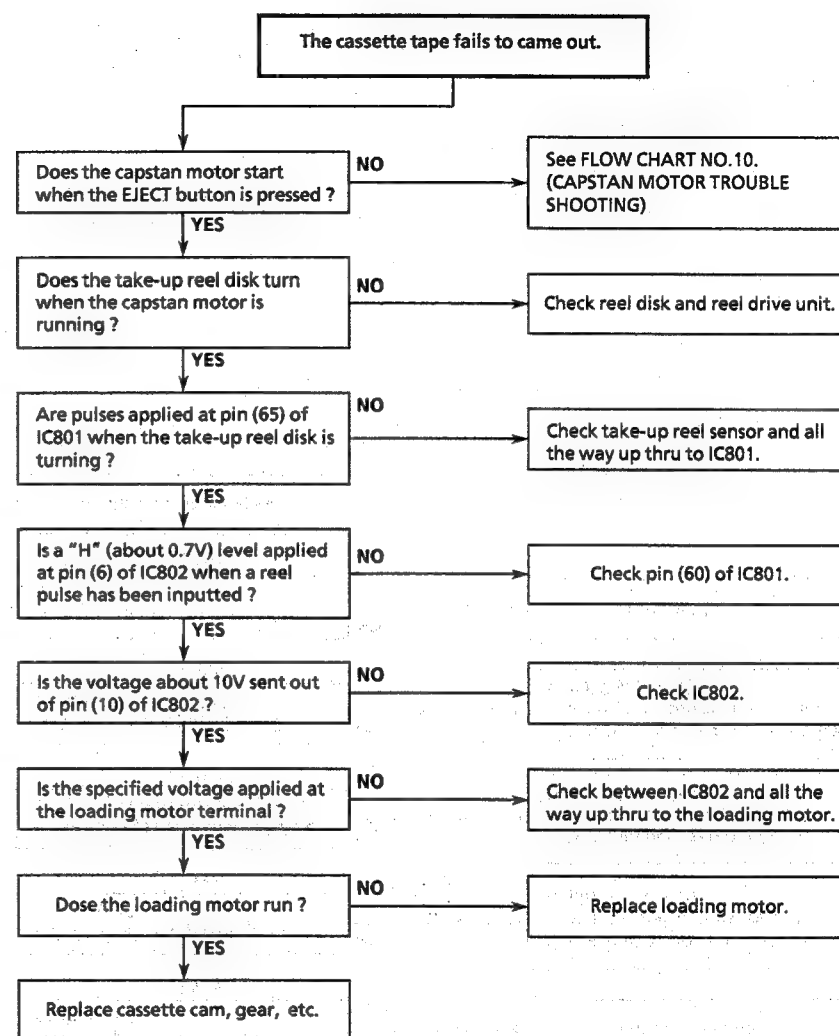 The cassette tape fails to came out.
Does the capstan motor start
when the EJECT button is pressed ?
NO
See FLOW CHART NO.10.
(CAPSTAN MOTOR TROUBLE
SHOOTING)
YES
Does the take-up reel disk turn
when the capstan motor is
running ?
NO
Check reel disk and reel drive unit.
YES
Are pulses applied at pin (65) of
IC801 when the take-up reel disk is
turning ?
NO
Check take-up reel sensor and all
the way up thru to IC801.
YES
Is a "H" (about 0.7V) level applied
at pin (6) of IC802 when a reel
pulse has been inputted ?
NO
Check pin (60) of IC801.
YES
Is the voltage about 10V sent out
of pin (10) of IC802 ?
NO
Check IC802.
YES
Is the specified voltage applied at
the loading motor terminal ?
NO
Check between IC802 and all the
way up thru to the loading motor.
YES
Dose the loading motor run ?
NO
Replace loading motor.
YES
Replace cassette cam, gear, etc.